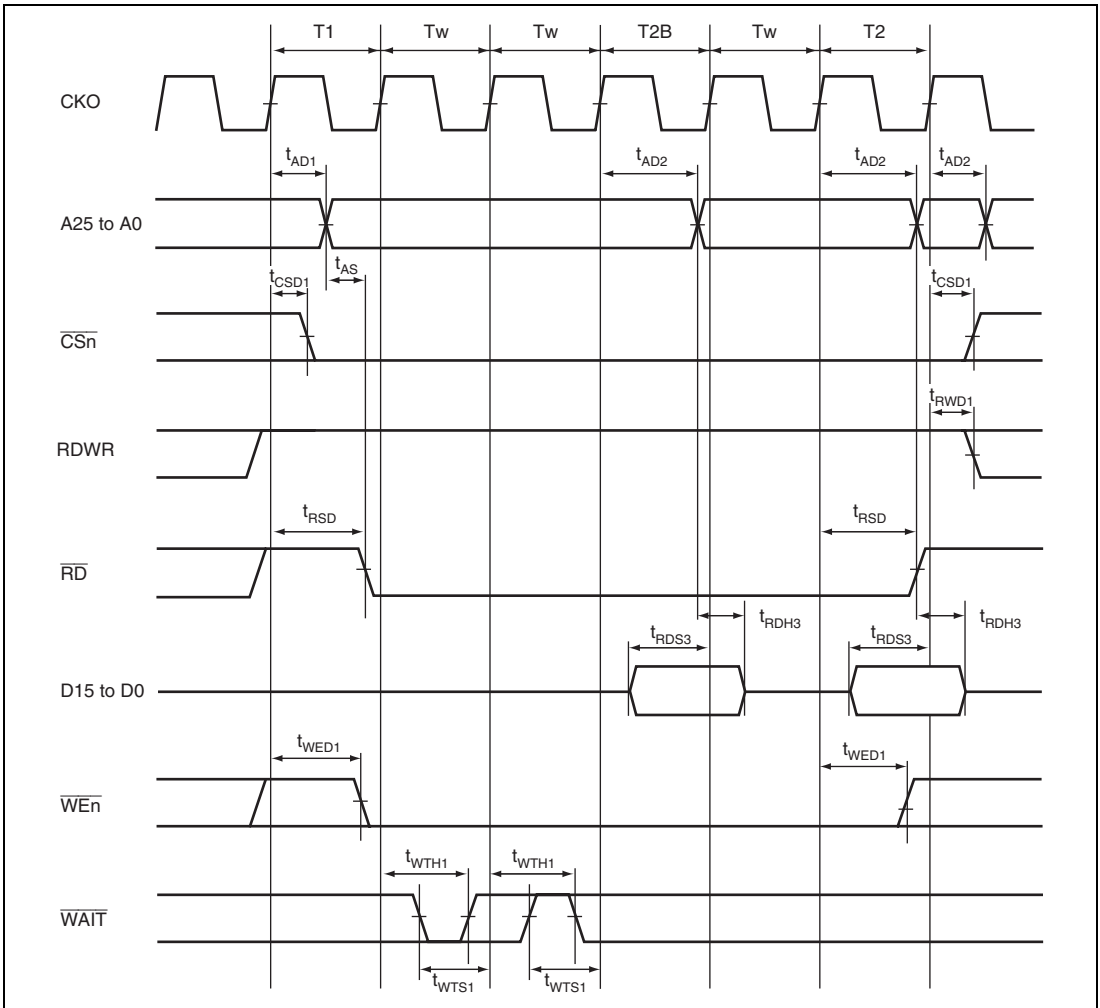 T1 Tw Tw T2B Tw T2
CKO
tAD1 tAD2 tAD2 tAD2
A25 to A0
tAS
tCSD1 tCSD1
CSn
tRWD1
RDWR
tRSD tRSD
RD
tRDH3 tRDH3
tRDS3 tRDS3
D15 to D0
tWED1 tWED1
WEn
tWTH1 tWTH1
WAIT
tWTS1 tWTS1